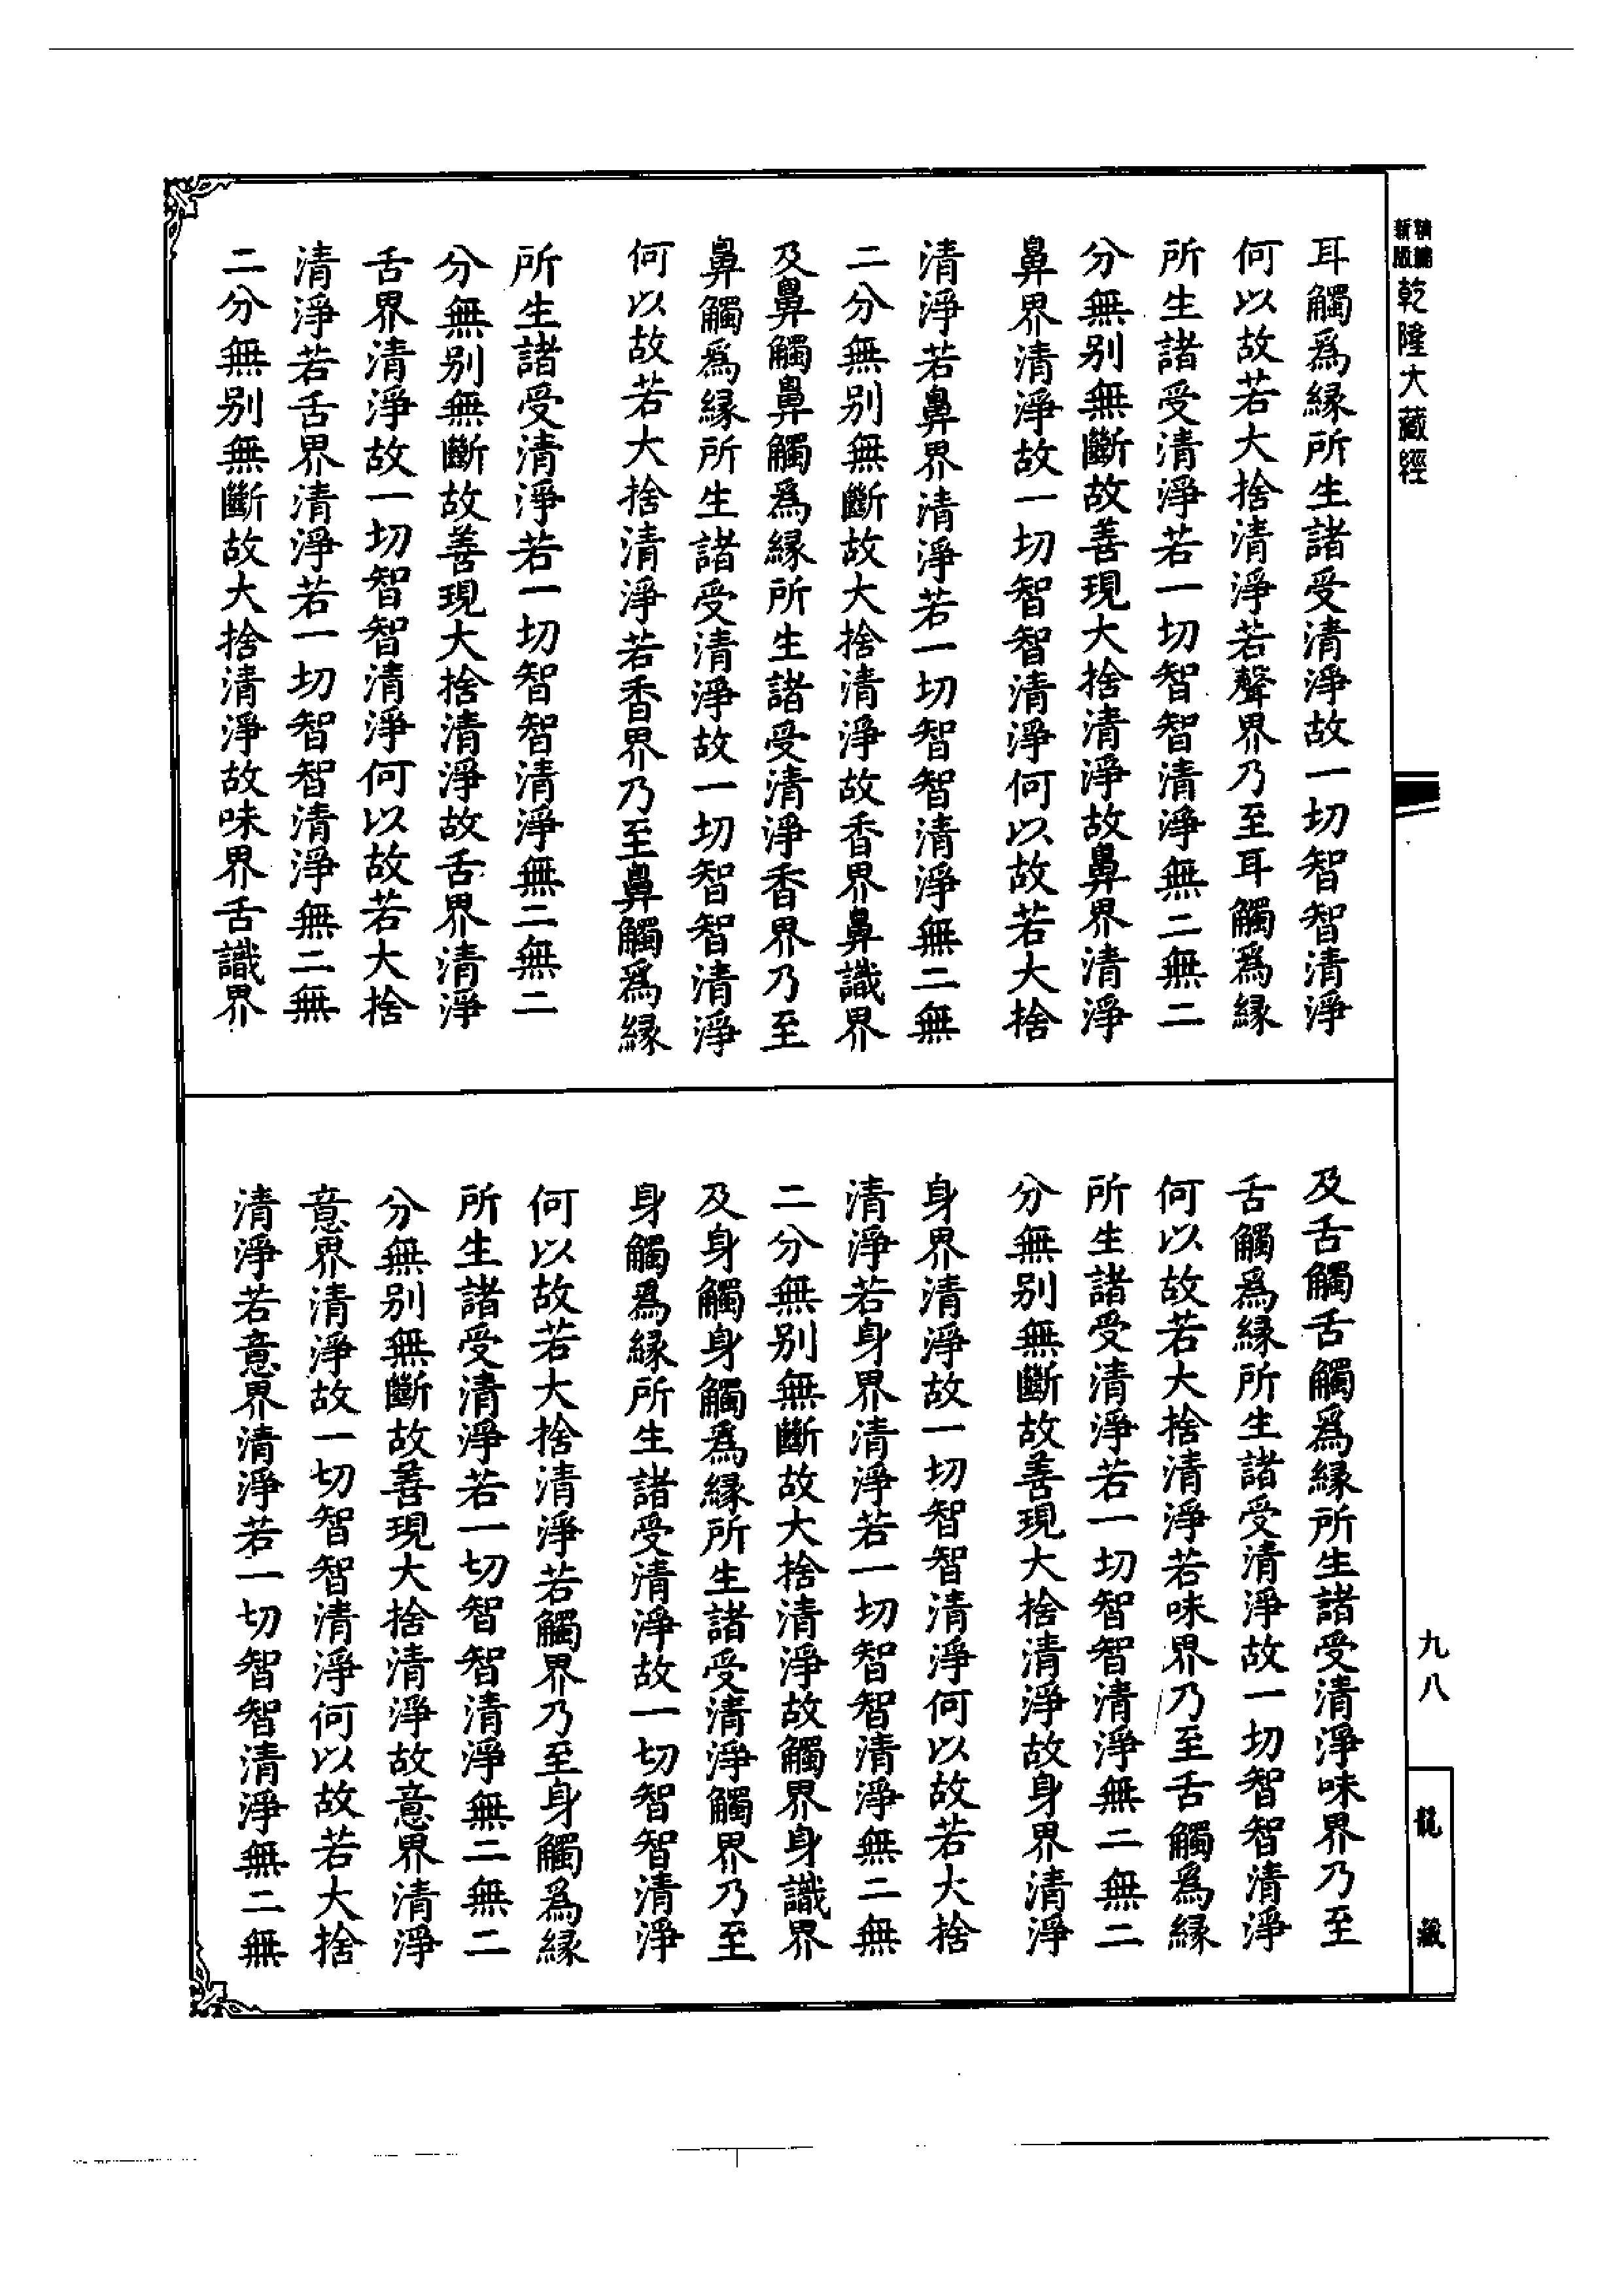 精編
新版
乾隆大藏經
耳觸爲緣所生諸受清淨故一切智智清淨
何以故若大捨清淨若聲界乃至耳觸爲緣
所生諸受清淨若一切智智清淨無二無二
分無别無斷故善現大捨清淨故鼻界清淨
鼻界清淨故一切智智清淨何以故若大捨
清淨若鼻界清淨若一切智智清淨無二無
二分無别無斷故大捨清淨故香界鼻識界
及鼻觸鼻觸爲緣所生諸受清淨香界乃至
鼻觸爲緣所生諸受清淨故一切智智清淨
何以故若大捨清淨若香界乃至鼻觸爲緣
所生諸受清淨若一切智智清淨無二無二
分無别無斷故善現大捨清淨故舌界清淨
舌界清淨故一切智智清淨何以故若大捨
清淨若舌界清淨若一切智智清淨無二無
二分無别無斷故大捨清淨故味界舌識界
及舌觸舌觸爲緣所生諸受清淨味界乃至
舌觸爲緣所生諸受清淨故一切智智清淨
何以故若大捨清淨若味界乃至舌觸爲緣
所生諸受清淨若一切智智清淨無二無二
分無别無斷故善現大捨清淨故身界清淨
身界清淨故一切智智清淨何以故若大捨
清淨若身界清淨若一切智智清淨無二無
二分無别無斷故大捨清淨故觸界身識界
及身觸身觸爲緣所生諸受清淨觸界乃至
身觸爲緣所生諸受清淨故一切智智清淨
何以故若大捨清淨若觸界乃至身觸爲緣
所生諸受清淨若一切智智清淨無二無二
分無别無斷故善現大捨清淨故意界清淨
意界清淨故一切智智清淨何以故若大捨
清淨若意界清淨若一切智智清淨無二無
九八
龍藏